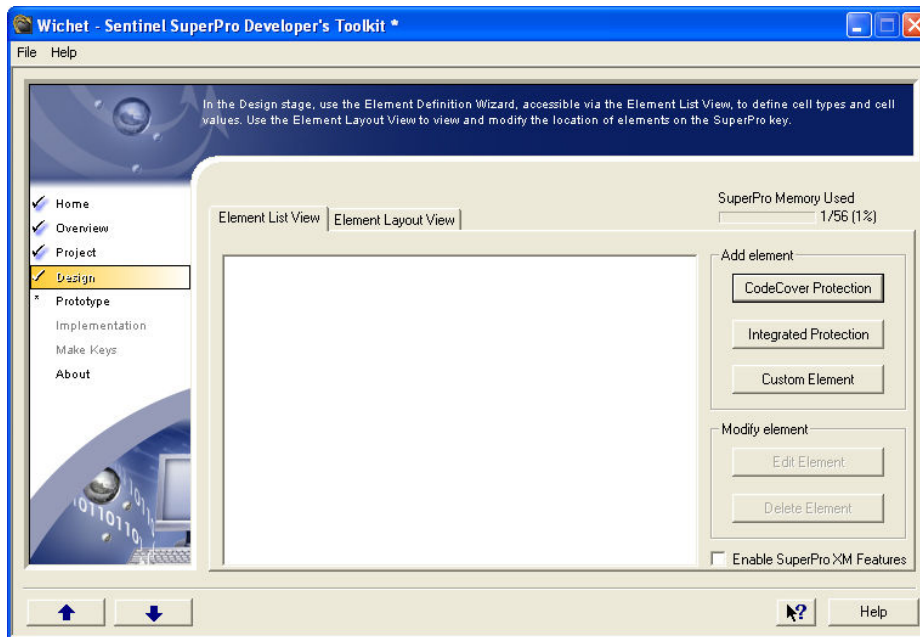 Wichet - Sentinel SuperPro Developer's Toolkit *
File Help
In the Design stage, use the Element Definition Wizard, accessible via the Element List View, to define cell types and cell
values. Use the Element Layout View to view and modify the location of elements on the SuperPro key.
Home
Overview
Project
Design
* Prototype
Implementation
Make Keys
About
Element List View
Element Layout View
SuperPro Memory Used
1/56 (1%)
Add element
CodeCover Protection
Integrated Protection
Custom Element
Modify element
Edit Element
Delete Element
Enable SuperPro XM Features
Help